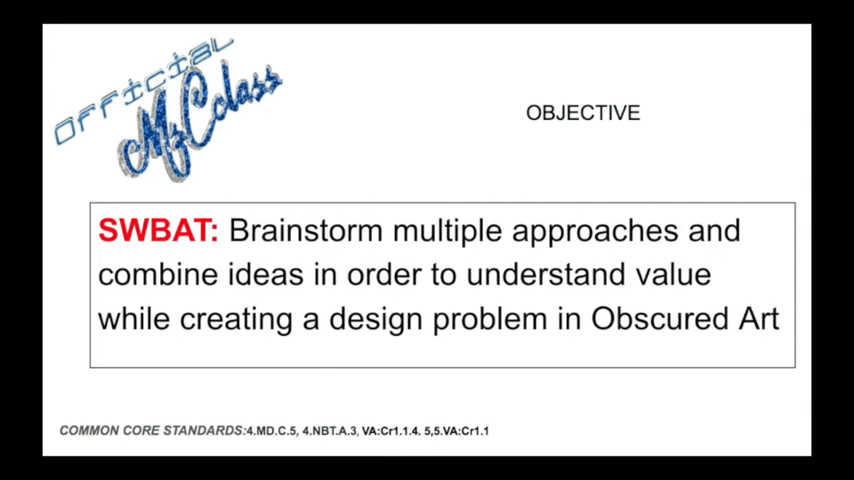 OFFICIAL
MzCclass
OBJECTIVE
SWBAT: Brainstorm multiple approaches and
combine ideas in order to understand value
while creating a design problem in Obscured Art
COMMON CORE STANDARDS:4.MD.C.5, 4.NBT.A.3, VA:Cr1.1.4. 5,5.VA:Cr1.1